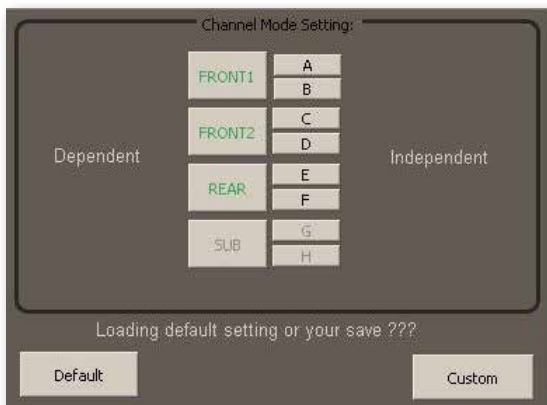 Channel Mode Setting:
FRONT1
A
B
FRONT2
C
D
Dependent
Independent
REAR
E
F
SUB
G
H
Loading default setting or your save ???
Default
Custom